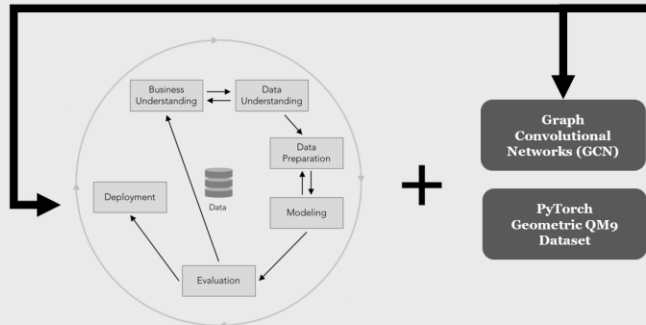 Business
Understanding
Data
Understanding
Data
Preparation
Modeling
Data
Deployment
Evaluation
+
Graph
Convolutional
Networks (GCN)
PyTorch
Geometric QM9
Dataset